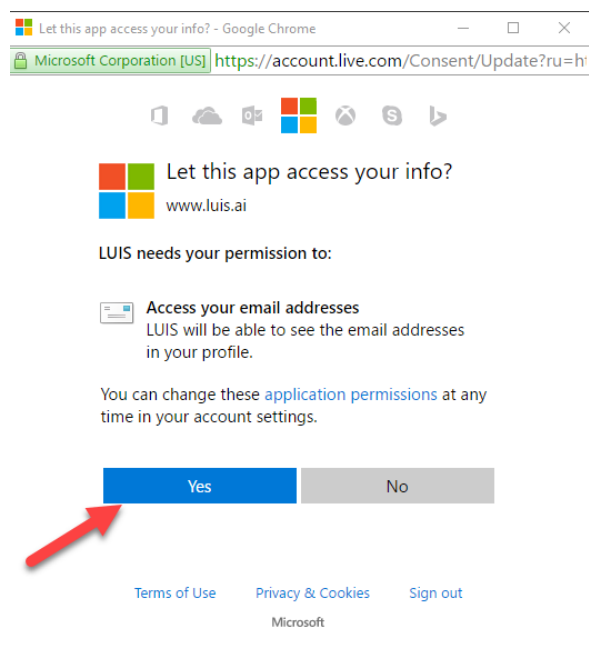 Let this app access your info? - Google Chrome
Microsoft Corporation [US] https://account.live.com/Consent/Update?ru=ht
Let this app access your info?
www.luis.ai
LUIS needs your permission to:
Access your email addresses
LUIS will be able to see the email addresses
in your profile.
You can change these application permissions at any
time in your account settings.
Yes No
Terms of Use Privacy & Cookies Sign out
Microsoft